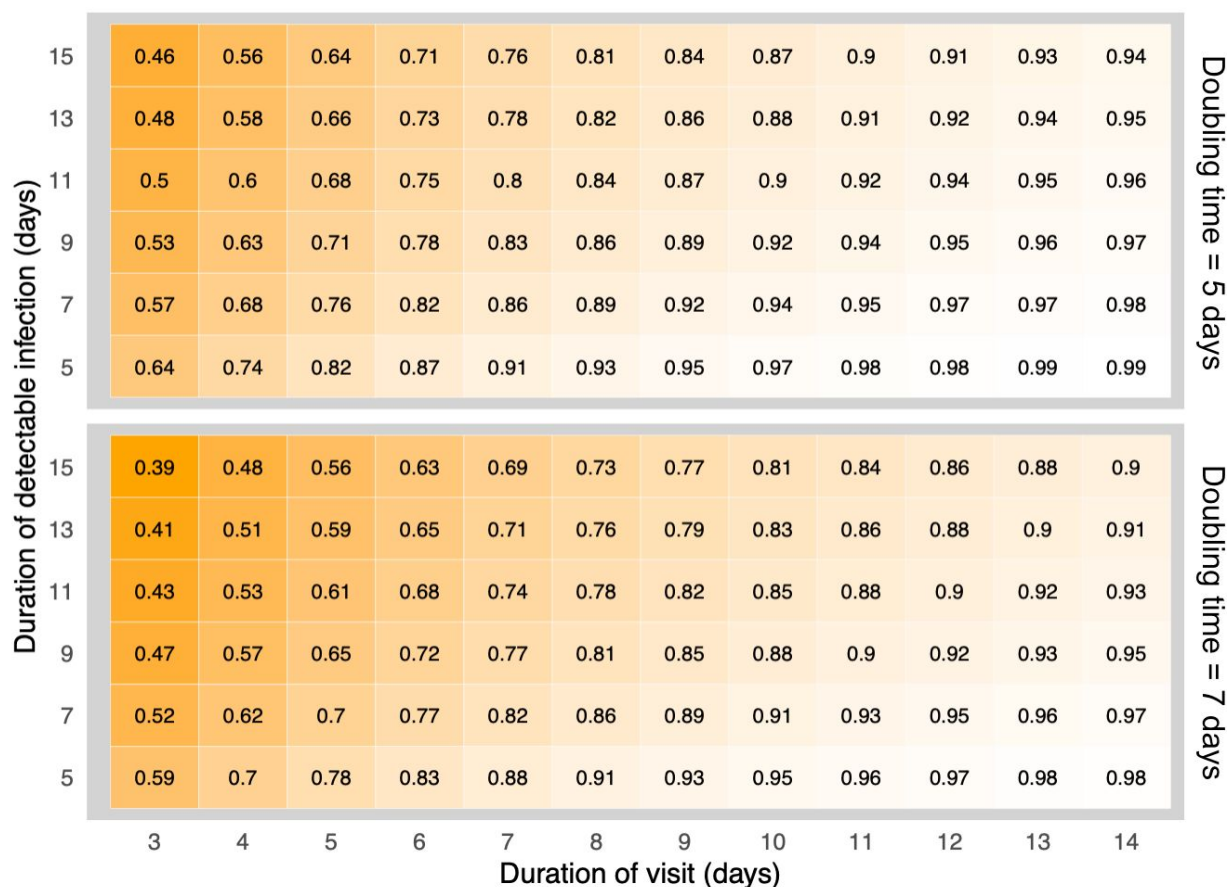 Duration of detectable infection (days)
15 0.46 0.56 0.64 0.71 0.76 0.81 0.84 0.87 0.9 0.91 0.93 0.94
13 0.48 0.58 0.66 0.73 0.78 0.82 0.86 0.88 0.91 0.92 0.94 0.95
11 0.5 0.6 0.68 0.75 0.8 0.84 0.87 0.9 0.92 0.94 0.95 0.96
9 0.53 0.63 0.71 0.78 0.83 0.86 0.89 0.92 0.94 0.95 0.96 0.97
7 0.57 0.68 0.76 0.82 0.86 0.89 0.92 0.94 0.95 0.97 0.97 0.98
5 0.64 0.74 0.82 0.87 0.91 0.93 0.95 0.97 0.98 0.98 0.99 0.99
Doubling time = 5 days
15 0.39 0.48 0.56 0.63 0.69 0.73 0.77 0.81 0.84 0.86 0.88 0.9
13 0.41 0.51 0.59 0.65 0.71 0.76 0.79 0.83 0.86 0.88 0.9 0.91
11 0.43 0.53 0.61 0.68 0.74 0.78 0.82 0.85 0.88 0.9 0.92 0.93
9 0.47 0.57 0.65 0.72 0.77 0.81 0.85 0.88 0.9 0.92 0.93 0.95
7 0.52 0.62 0.7 0.77 0.82 0.86 0.89 0.91 0.93 0.95 0.96 0.97
5 0.59 0.7 0.78 0.83 0.88 0.91 0.93 0.95 0.96 0.97 0.98 0.98
Doubling time = 7 days
3 4 5 6 7 8 9 10 11 12 13 14
Duration of visit (days)